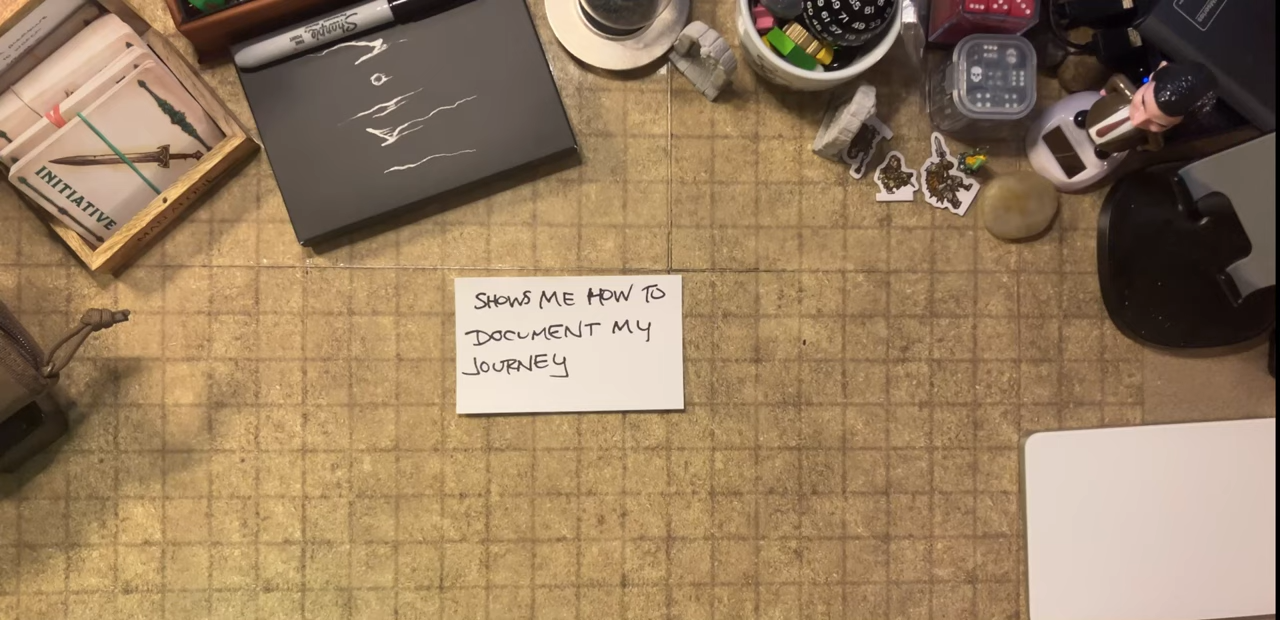 Sharpie
INITIATIVE
SHOWS ME HOW TO
DOCUMENT MY
JOURNEY